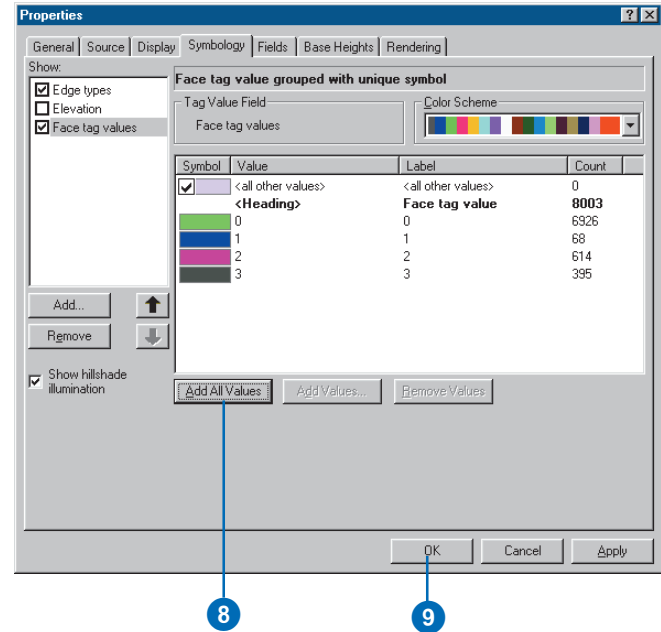 Properties
General Source Display Symbology Fields Base Heights Rendering
Show:
Edge types
Elevation
Face tag values
Add...
Remove
Show hillshade
illumination
Face tag value grouped with unique symbol
Tag Value Field
Face tag values
Color Scheme
Symbol Value Label Count
<all other values> <all other values> 0
<Heading> Face tag value 8003
0 0 6926
1 1 68
2 2 614
3 3 395
Add All Values Add Values... Remove Values
OK Cancel Apply
8 9